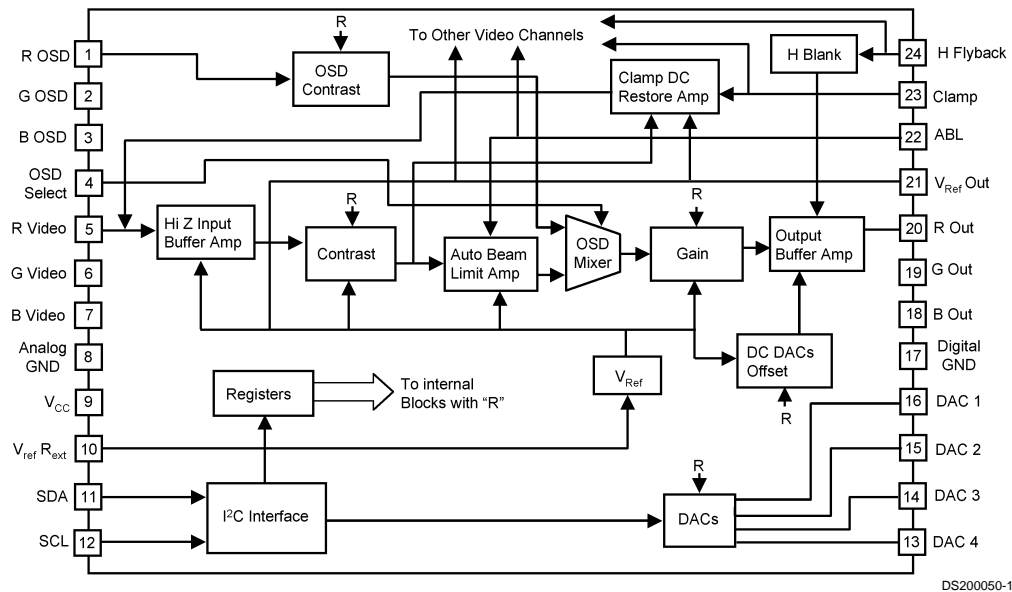 R OSD
1
G OSD
2
B OSD
3
OSD
Select
4
R Video
5
G Video
6
B Video
7
Analog
GND
8
VCC
9
Vref Rext
10
SDA
11
SCL
12
R
OSD
Contrast
To Other Video Channels
Clamp DC
Restore Amp
H Blank
Hi Z Input
Buffer Amp
R
Contrast
Auto Beam
Limit Amp
OSD
Mixer
R
Gain
Output
Buffer Amp
DC DACs
Offset
R
VRef
Registers
To internal
Blocks with “R”
I2C Interface
R
DACs
24
H Flyback
23
Clamp
22
ABL
21
VRef Out
20
R Out
19
G Out
18
B Out
17
Digital
GND
16
DAC 1
15
DAC 2
14
DAC 3
13
DAC 4
DS200050-1